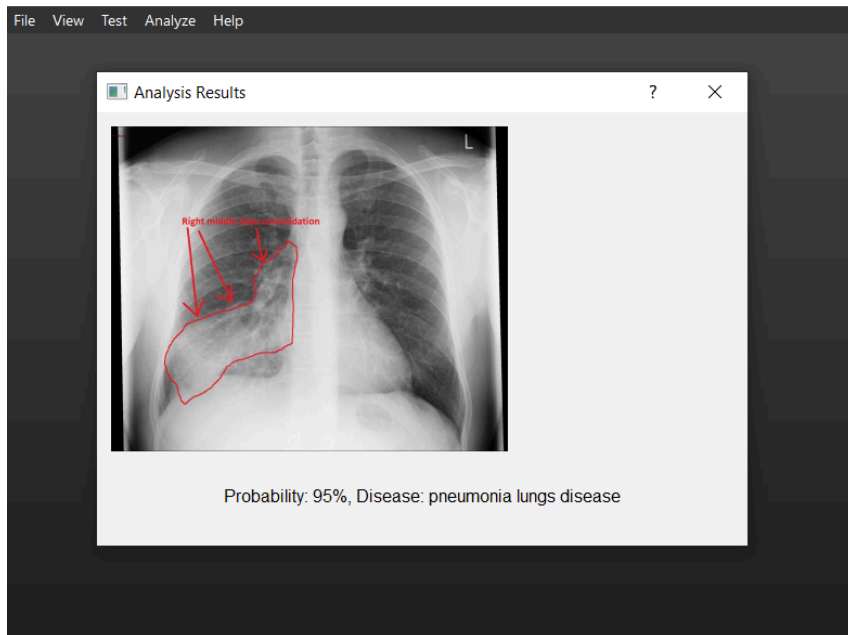 File View Test Analyze Help
Analysis Results
?
L
Right middle lobe consolidation
Probability: 95%, Disease: pneumonia lungs disease